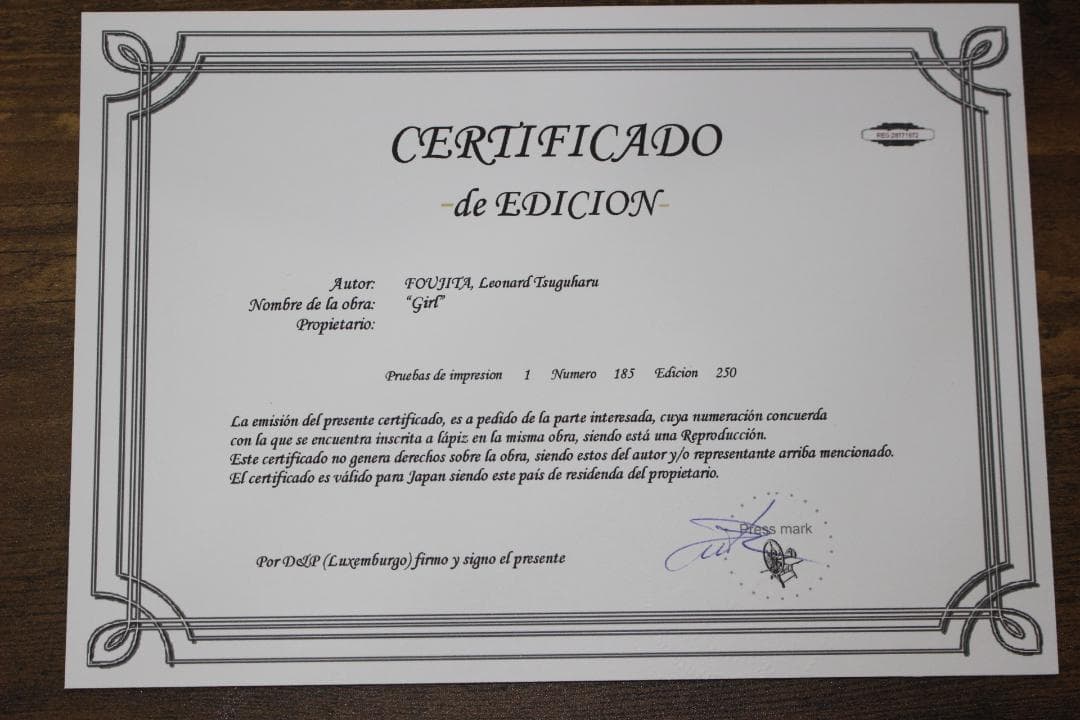 CERTIFICADO
-de EDICION-
Autor: FOUJITA, Leonard Tsuguharu
Nombre de la obra: "Girl"
Propietario:
Pruebas de impresion 1 Numero 185 Edicion 250
La emisión del presente certificado, es a pedido de la parte interesada, cuya numeración concuerda
con la que se encuentra inscrita a lápiz en la misma obra, siendo está una Reproducción.
Este certificado no genera derechos sobre la obra, siendo estos del autor y/o representante arriba mencionado.
El certificado es válido para Japan siendo este país de residenda del propietario.
Press mark
Por D&P (Luxemburgo) firmo y signo el presente